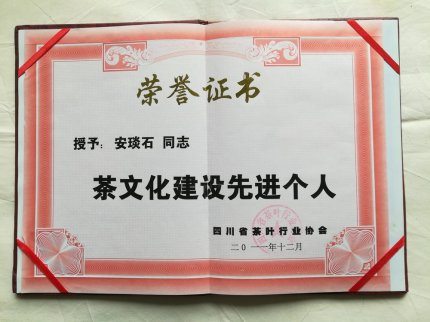 荣誉证书
授予：安琰石 同志
茶文化建设先进个人
四川省茶叶行业协会
二〇一一年十二月